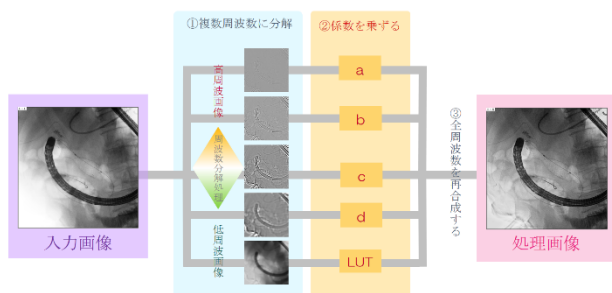 ①複数周波数に分解
②係数を乗ずる
高周波画像
周波数分解処理
低周波画像
a
b
c
d
LUT
③全周波数を再合成する
入力画像
処理画像